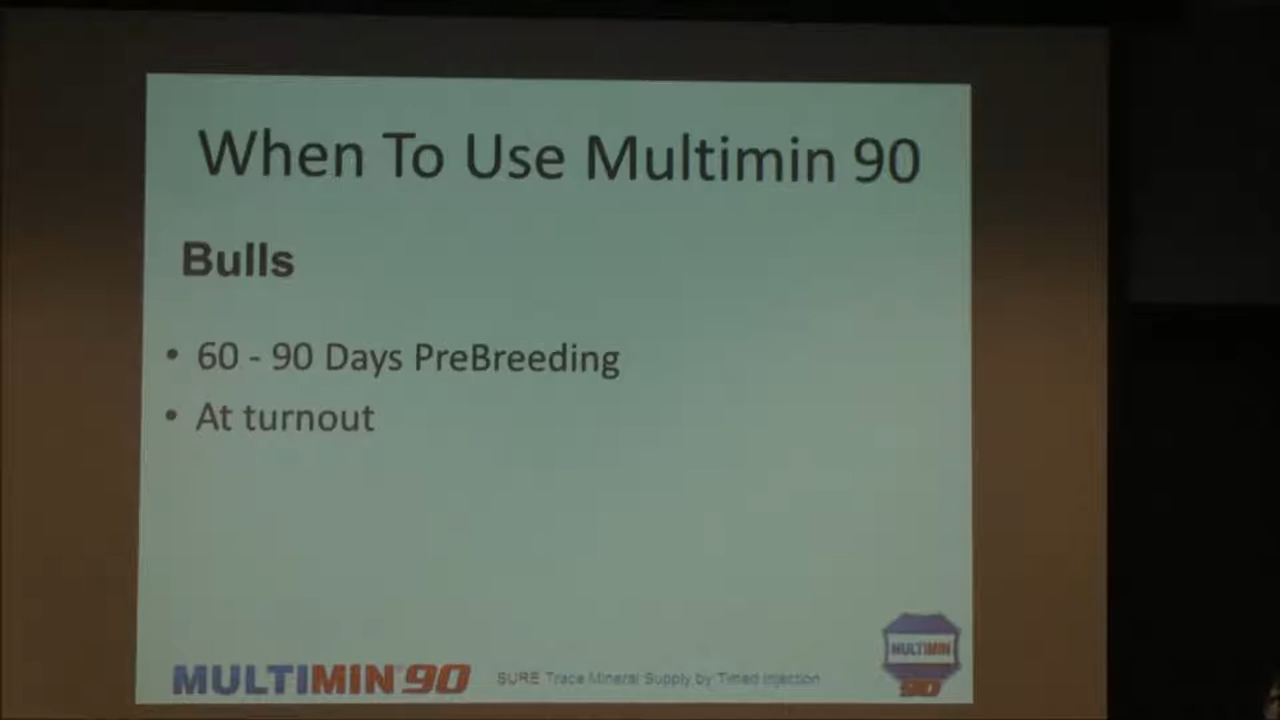 When To Use Multimin 90
Bulls
• 60 - 90 Days PreBreeding
• At turnout
MULTIMIN 90
SURE Trace Mineral Supply by Timed Injection
MULTIMIN
90